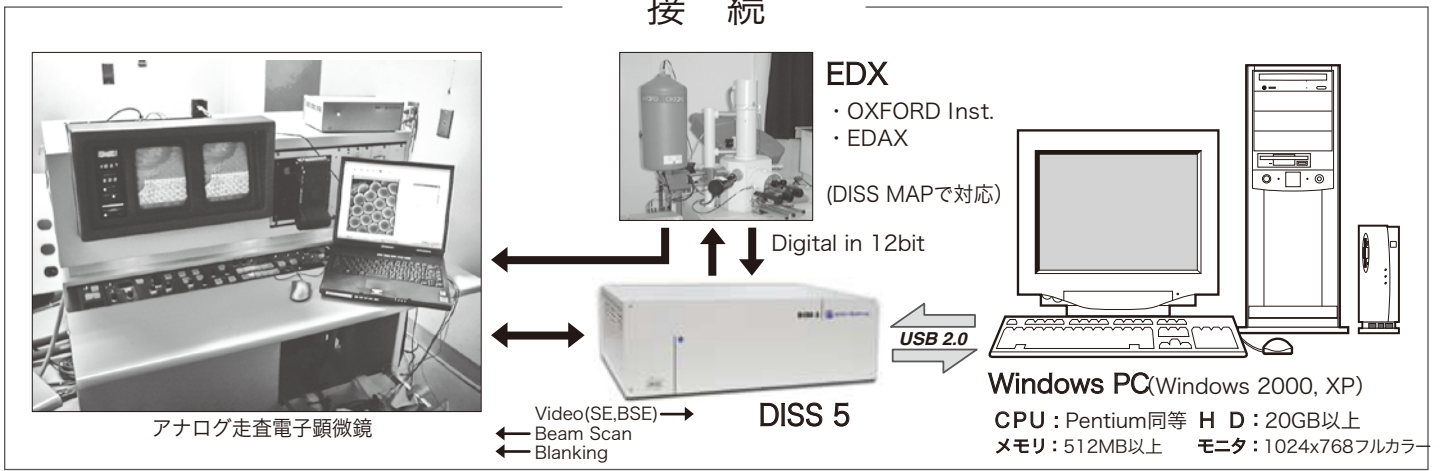 接 続
EDX
・OXFORD Inst.
・EDAX
(DISS MAPで対応)
Digital in 12bit
USB 2.0
DISS 5
アナログ走査電子顕微鏡
DISS 5
Video(SE,BSE)
Beam Scan
Blanking
Windows PC(Windows 2000, XP)
CPU：Pentium同等 H D：20GB以上
メモリ：512MB以上 モニタ：1024x768フルカラー